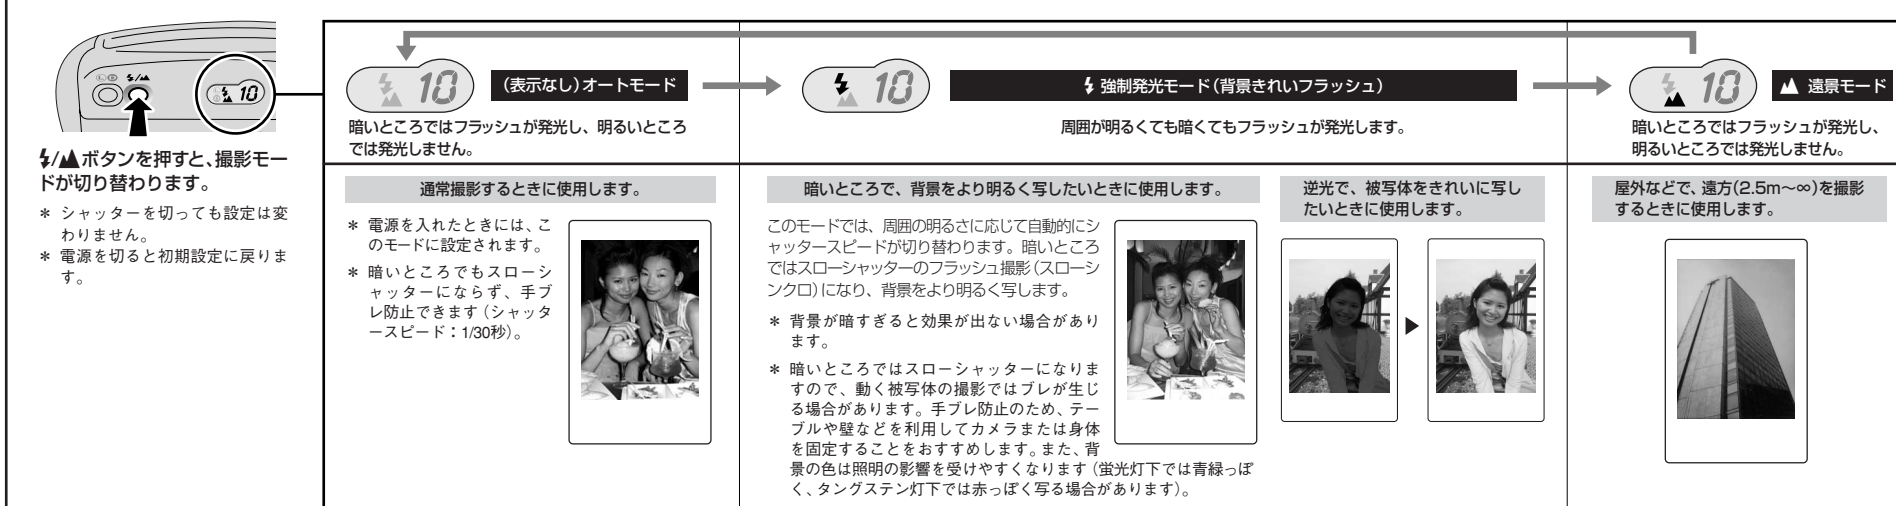 ⚡/▲
10
⚡/▲ボタンを押すと、撮影モー
ドが切り替わります。
＊ シャッターを切っても設定は変
わりません。
＊ 電源を切ると初期設定に戻りま
す。
10
（表示なし）オートモード
暗いところではフラッシュが発光し、明るいところ
では発光しません。
通常撮影するときに使用します。
＊ 電源を入れたときには、こ
のモードに設定されます。
＊ 暗いところでもスローシ
ャッターにならず、手ブ
レ防止できます（シャッタ
ースピード：1/30秒）。
10
⚡ 強制発光モード（背景きれいフラッシュ）
周囲が明るくても暗くてもフラッシュが発光します。
暗いところで、背景をより明るく写したいときに使用します。
このモードでは、周囲の明るさに応じて自動的にシ
ャッタースピードが切り替わります。暗いところ
ではスローシャッターのフラッシュ撮影（スローシ
ンクロ）になり、背景をより明るく写します。
＊ 背景が暗すぎると効果が出ない場合があり
ます。
＊ 暗いところではスローシャッターになりま
すので、動く被写体の撮影ではブレが生じ
る場合があります。手ブレ防止のため、テー
ブルや壁などを利用してカメラまたは身体
を固定することをおすすめします。また、背
景の色は照明の影響を受けやすくなります（蛍光灯下では青緑っぽ
く、タングステン灯下では赤っぽく写る場合があります）。
逆光で、被写体をきれいに写し
たいときに使用します。
10
▲ 遠景モード
暗いところではフラッシュが発光し、
明るいところでは発光しません。
屋外などで、遠方(2.5m～∞)を撮影
するときに使用します。